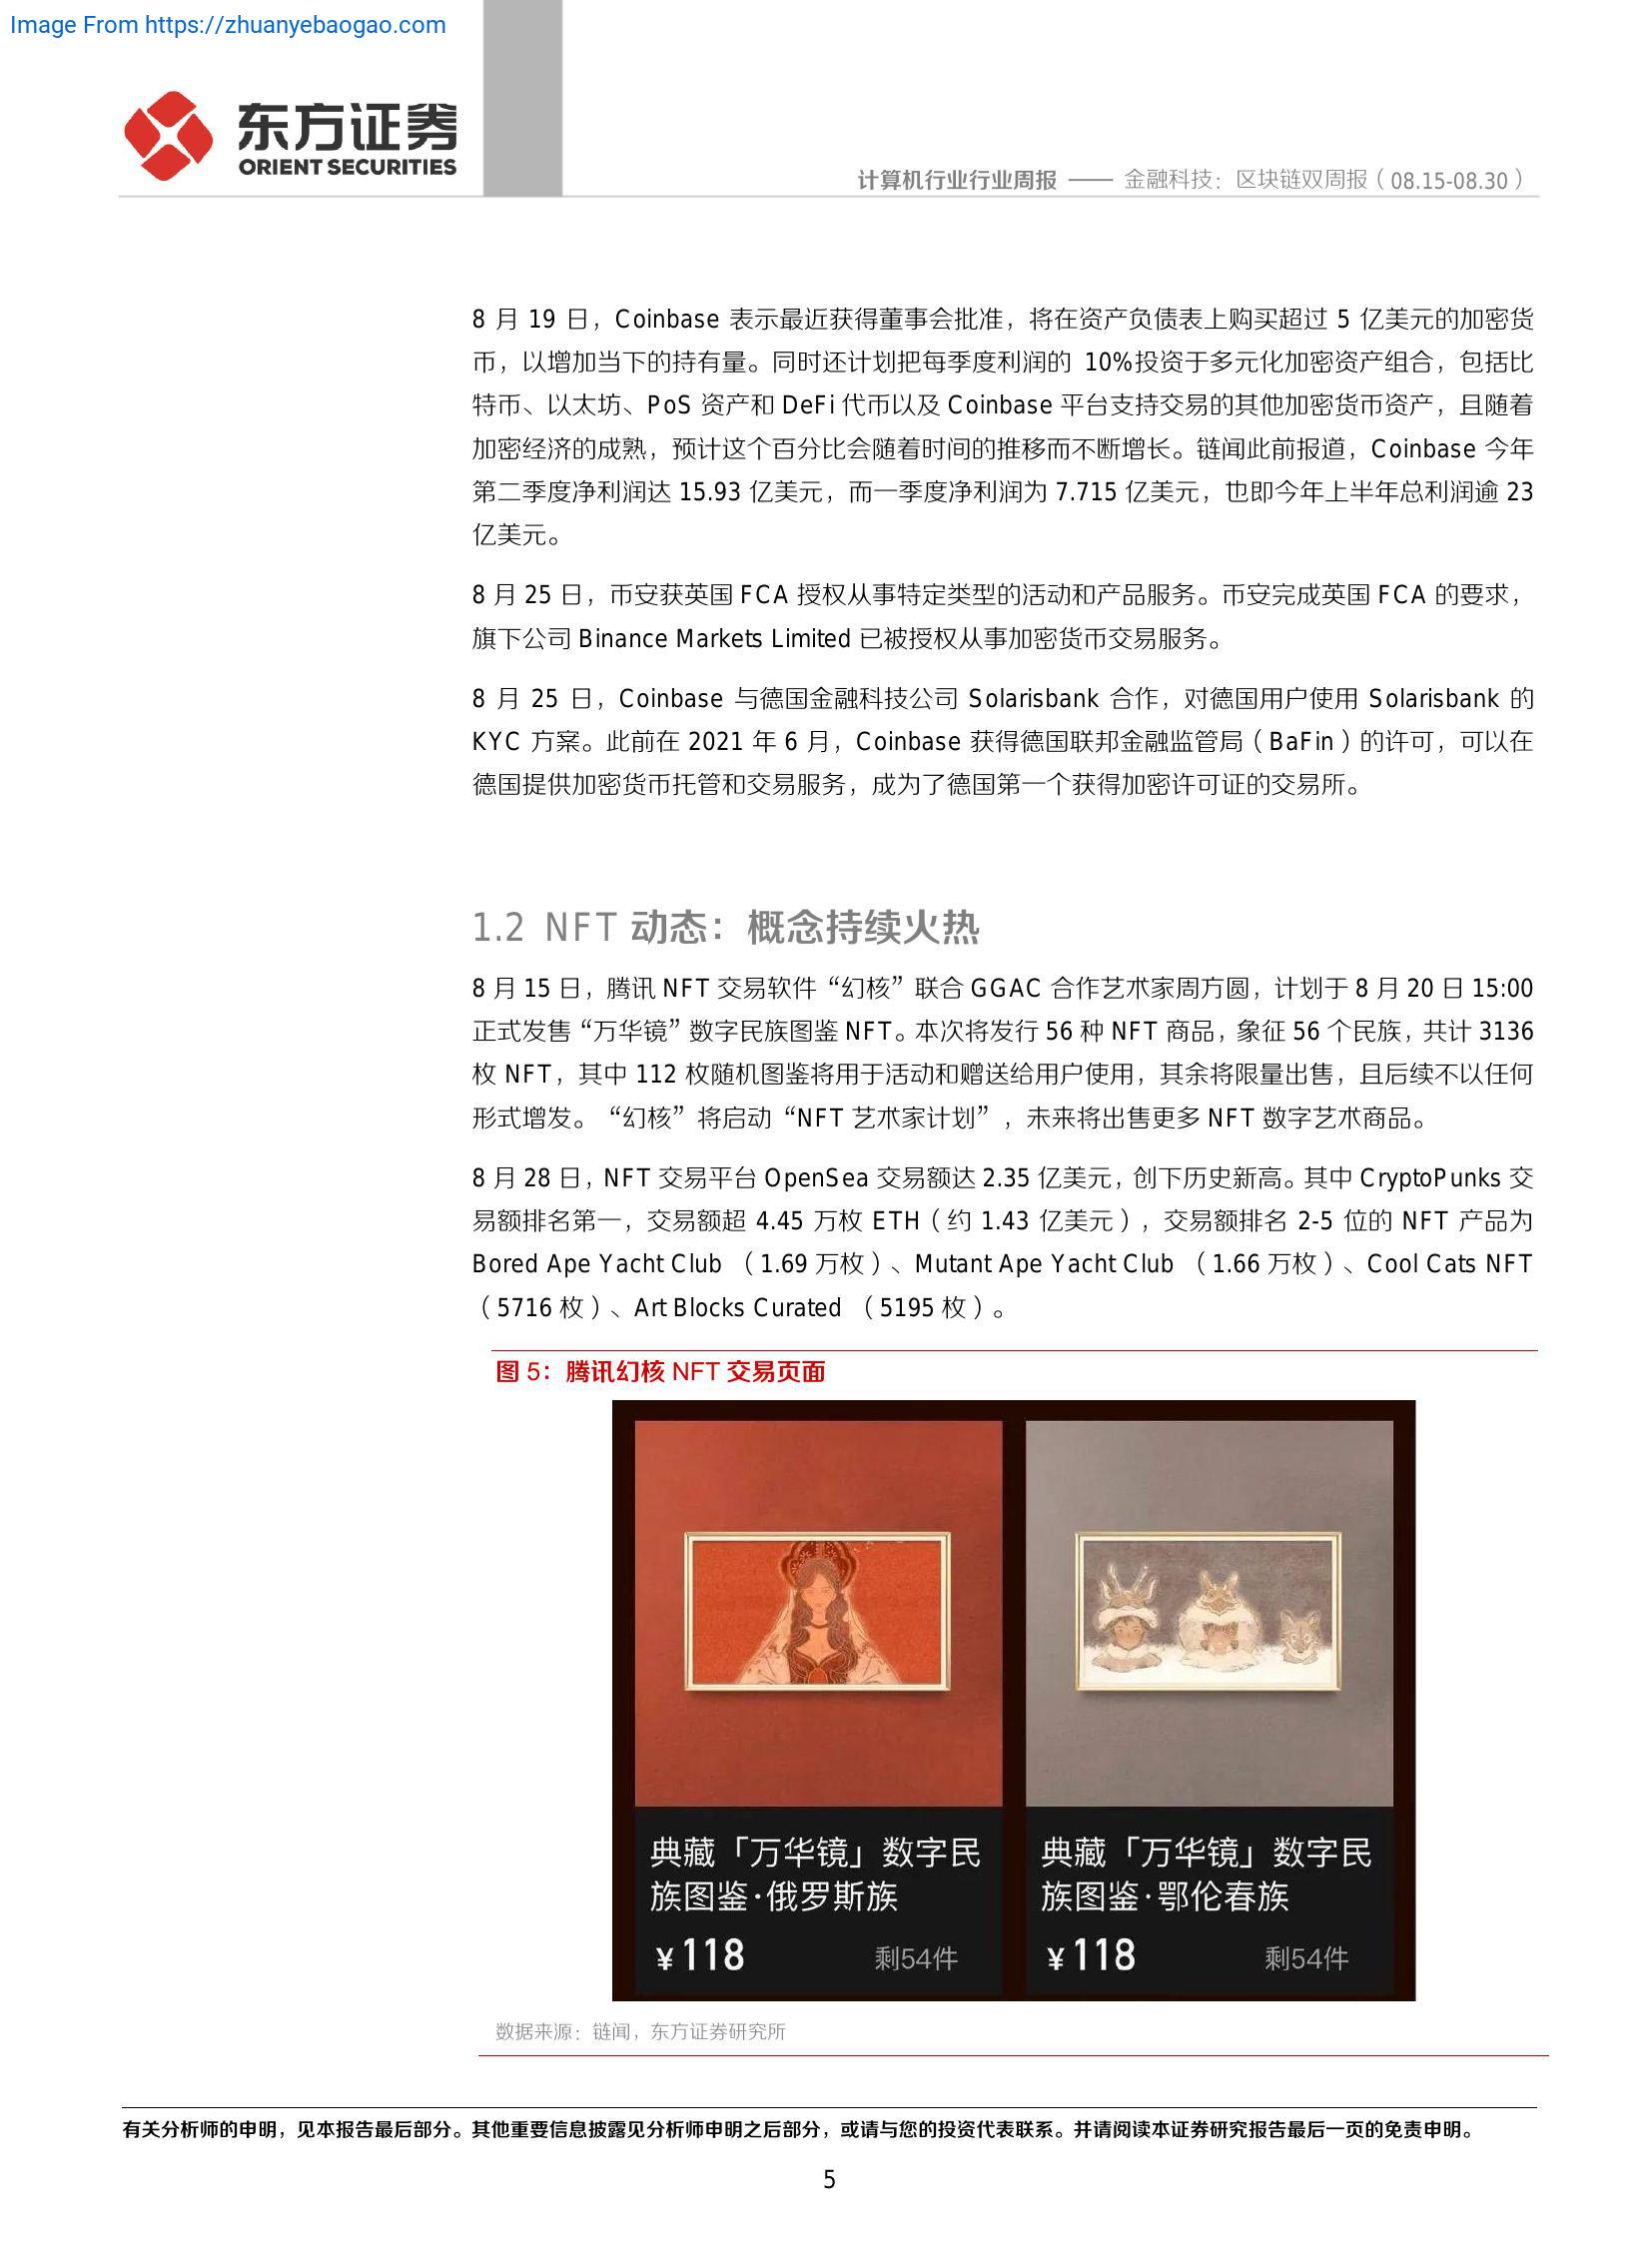 Image From https://zhuanyebaogao.com
东方证券
ORIENT SECURITIES
计算机行业行业周报 —— 金融科技：区块链双周报（08.15-08.30）
8 月 19 日，Coinbase 表示最近获得董事会批准，将在资产负债表上购买超过 5 亿美元的加密货
币，以增加当下的持有量。同时还计划把每季度利润的 10%投资于多元化加密资产组合，包括比
特币、以太坊、PoS 资产和 DeFi 代币以及 Coinbase 平台支持交易的其他加密货币资产，且随着
加密经济的成熟，预计这个百分比会随着时间的推移而不断增长。链闻此前报道，Coinbase 今年
第二季度净利润达 15.93 亿美元，而一季度净利润为 7.715 亿美元，也即今年上半年总利润逾 23
亿美元。
8 月 25 日，币安获英国 FCA 授权从事特定类型的活动和产品服务。币安完成英国 FCA 的要求，
旗下公司 Binance Markets Limited 已被授权从事加密货币交易服务。
8 月 25 日，Coinbase 与德国金融科技公司 Solarisbank 合作，对德国用户使用 Solarisbank 的
KYC 方案。此前在 2021 年 6 月，Coinbase 获得德国联邦金融监管局（BaFin）的许可，可以在
德国提供加密货币托管和交易服务，成为了德国第一个获得加密许可证的交易所。
1.2 NFT 动态：概念持续火热
8 月 15 日，腾讯 NFT 交易软件“幻核”联合 GGAC 合作艺术家周方圆，计划于 8 月 20 日 15:00
正式发售“万华镜”数字民族图鉴 NFT。本次将发行 56 种 NFT 商品，象征 56 个民族，共计 3136
枚 NFT，其中 112 枚随机图鉴将用于活动和赠送给用户使用，其余将限量出售，且后续不以任何
形式增发。“幻核”将启动“NFT 艺术家计划”，未来将出售更多 NFT 数字艺术商品。
8 月 28 日，NFT 交易平台 OpenSea 交易额达 2.35 亿美元，创下历史新高。其中 CryptoPunks 交
易额排名第一，交易额超 4.45 万枚 ETH（约 1.43 亿美元），交易额排名 2-5 位的 NFT 产品为
Bored Ape Yacht Club （1.69 万枚）、Mutant Ape Yacht Club （1.66 万枚）、Cool Cats NFT
（5716 枚）、Art Blocks Curated （5195 枚）。
图 5：腾讯幻核 NFT 交易页面
典藏「万华镜」数字民
族图鉴·俄罗斯族
¥118 剩54件
典藏「万华镜」数字民
族图鉴·鄂伦春族
¥118 剩54件
数据来源：链闻，东方证券研究所
有关分析师的申明，见本报告最后部分。其他重要信息披露见分析师申明之后部分，或请与您的投资代表联系。并请阅读本证券研究报告最后一页的免责申明。
5